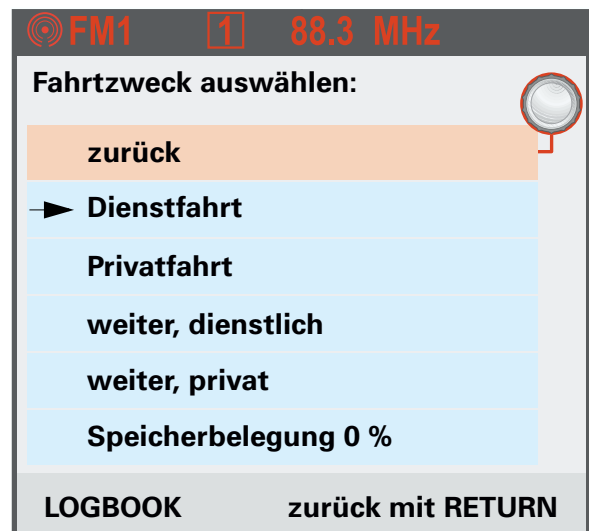 FM1 1 88.3 MHz
Fahrtzweck auswählen:
zurück
Dienstfahrt
Privatfahrt
weiter, dienstlich
weiter, privat
Speicherbelegung 0 %
LOGBOOK zurück mit RETURN